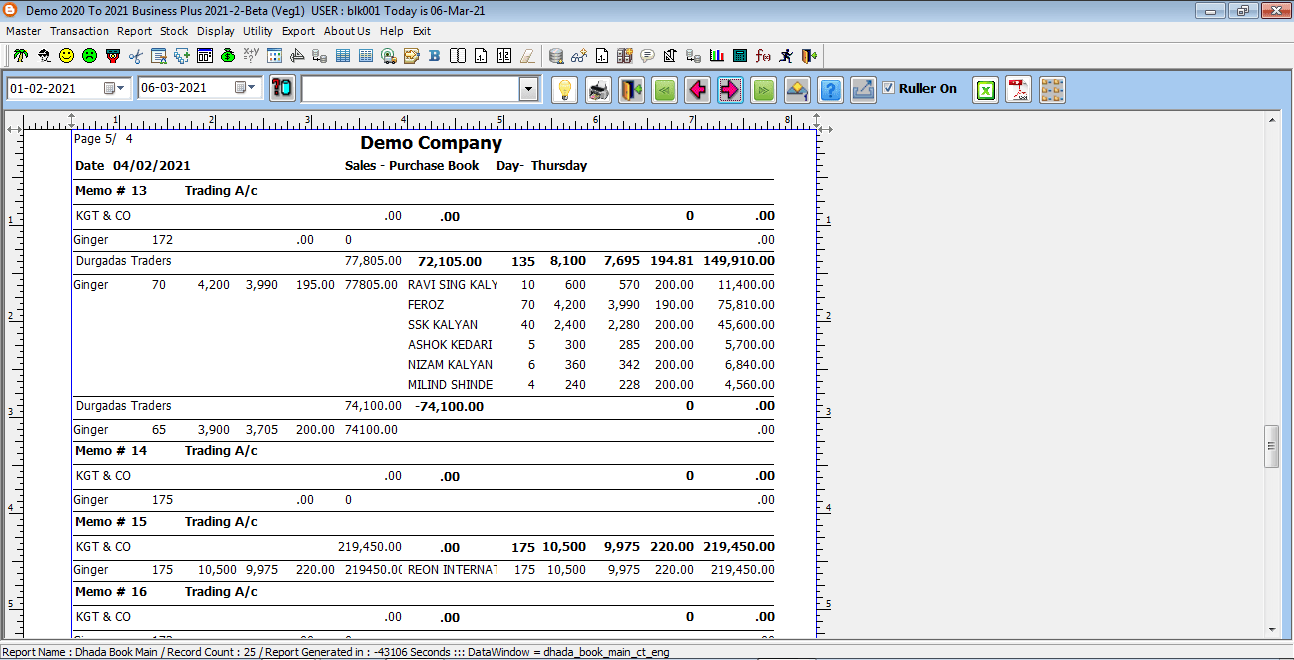 Demo 2020 To 2021 Business Plus 2021-2-Beta (Veg1) USER : blk001 Today is 06-Mar-21
Master Transaction Report Stock Display Utility Export About Us Help Exit
01-02-2021 06-03-2021 Ruller On
1 2 3 4 5 6 7 8
Page 5/ 4
Demo Company
Date 04/02/2021 Sales - Purchase Book Day- Thursday
Memo # 13 Trading A/c
KGT & CO .00 .00 0 .00
Ginger 172 .00 0 .00
Durgadas Traders 77,805.00 72,105.00 135 8,100 7,695 194.81 149,910.00
Ginger 70 4,200 3,990 195.00 77805.00 RAVI SING KALY 10 600 570 200.00 11,400.00
FEROZ 70 4,200 3,990 190.00 75,810.00
SSK KALYAN 40 2,400 2,280 200.00 45,600.00
ASHOK KEDARI 5 300 285 200.00 5,700.00
NIZAM KALYAN 6 360 342 200.00 6,840.00
MILIND SHINDE 4 240 228 200.00 4,560.00
Durgadas Traders 74,100.00 -74,100.00 0 .00
Ginger 65 3,900 3,705 200.00 74100.00 .00
Memo # 14 Trading A/c
KGT & CO .00 .00 0 .00
Ginger 175 .00 0 .00
Memo # 15 Trading A/c
KGT & CO 219,450.00 .00 175 10,500 9,975 220.00 219,450.00
Ginger 175 10,500 9,975 220.00 219450.00 REON INTERNAT 175 10,500 9,975 220.00 219,450.00
Memo # 16 Trading A/c
KGT & CO .00 .00 0 .00
Report Name : Dhada Book Main / Record Count : 25 / Report Generated in : -43106 Seconds ::: DataWindow = dhada_book_main_ct_eng